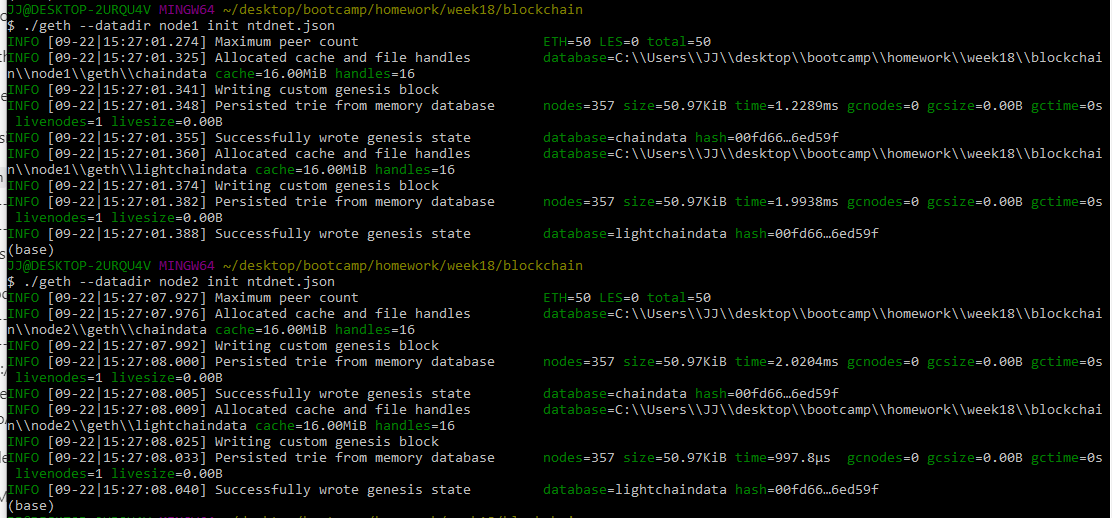 JJ@DESKTOP-2URQU4V MINGW64 ~/desktop/bootcamp/homework/week18/blockchain
$ ./geth --datadir node1 init ntdnet.json
INFO [09-22|15:27:01.274] Maximum peer count                       ETH=50 LES=0 total=50
INFO [09-22|15:27:01.325] Allocated cache and file handles         database=C:\\Users\\JJ\\desktop\\bootcamp\\homework\\week18\\blockchai
n\\node1\\geth\\chaindata cache=16.00MiB handles=16
INFO [09-22|15:27:01.341] Writing custom genesis block
INFO [09-22|15:27:01.348] Persisted trie from memory database      nodes=357 size=50.97KiB time=1.2289ms gcnodes=0 gcsize=0.00B gctime=0s
 livenodes=1 livesize=0.00B
INFO [09-22|15:27:01.355] Successfully wrote genesis state         database=chaindata hash=00fd66…6ed59f
INFO [09-22|15:27:01.360] Allocated cache and file handles         database=C:\\Users\\JJ\\desktop\\bootcamp\\homework\\week18\\blockchai
n\\node1\\geth\\lightchaindata cache=16.00MiB handles=16
INFO [09-22|15:27:01.374] Writing custom genesis block
INFO [09-22|15:27:01.382] Persisted trie from memory database      nodes=357 size=50.97KiB time=1.9938ms gcnodes=0 gcsize=0.00B gctime=0s
 livenodes=1 livesize=0.00B
INFO [09-22|15:27:01.388] Successfully wrote genesis state         database=lightchaindata hash=00fd66…6ed59f
(base)
JJ@DESKTOP-2URQU4V MINGW64 ~/desktop/bootcamp/homework/week18/blockchain
$ ./geth --datadir node2 init ntdnet.json
INFO [09-22|15:27:07.927] Maximum peer count                       ETH=50 LES=0 total=50
INFO [09-22|15:27:07.976] Allocated cache and file handles         database=C:\\Users\\JJ\\desktop\\bootcamp\\homework\\week18\\blockchai
n\\node2\\geth\\chaindata cache=16.00MiB handles=16
INFO [09-22|15:27:07.992] Writing custom genesis block
INFO [09-22|15:27:08.000] Persisted trie from memory database      nodes=357 size=50.97KiB time=2.0204ms gcnodes=0 gcsize=0.00B gctime=0s
 livenodes=1 livesize=0.00B
INFO [09-22|15:27:08.005] Successfully wrote genesis state         database=chaindata hash=00fd66…6ed59f
INFO [09-22|15:27:08.009] Allocated cache and file handles         database=C:\\Users\\JJ\\desktop\\bootcamp\\homework\\week18\\blockchai
n\\node2\\geth\\lightchaindata cache=16.00MiB handles=16
INFO [09-22|15:27:08.025] Writing custom genesis block
INFO [09-22|15:27:08.033] Persisted trie from memory database      nodes=357 size=50.97KiB time=997.8µs  gcnodes=0 gcsize=0.00B gctime=0s
 livenodes=1 livesize=0.00B
INFO [09-22|15:27:08.040] Successfully wrote genesis state         database=lightchaindata hash=00fd66…6ed59f
(base)